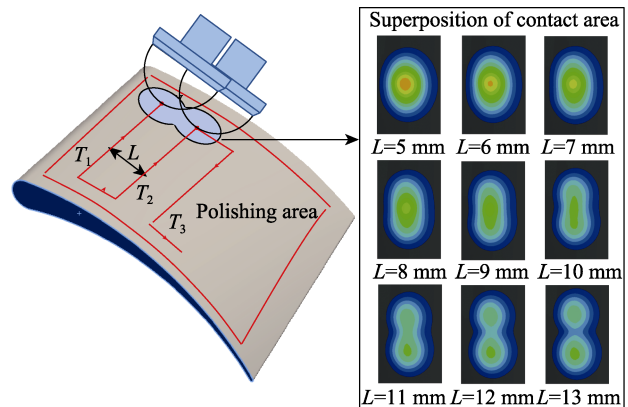 Superposition of contact area
L=5 mm L=6 mm L=7 mm
L=8 mm L=9 mm L=10 mm
L=11 mm L=12 mm L=13 mm
T1
L
T2
T3
Polishing area